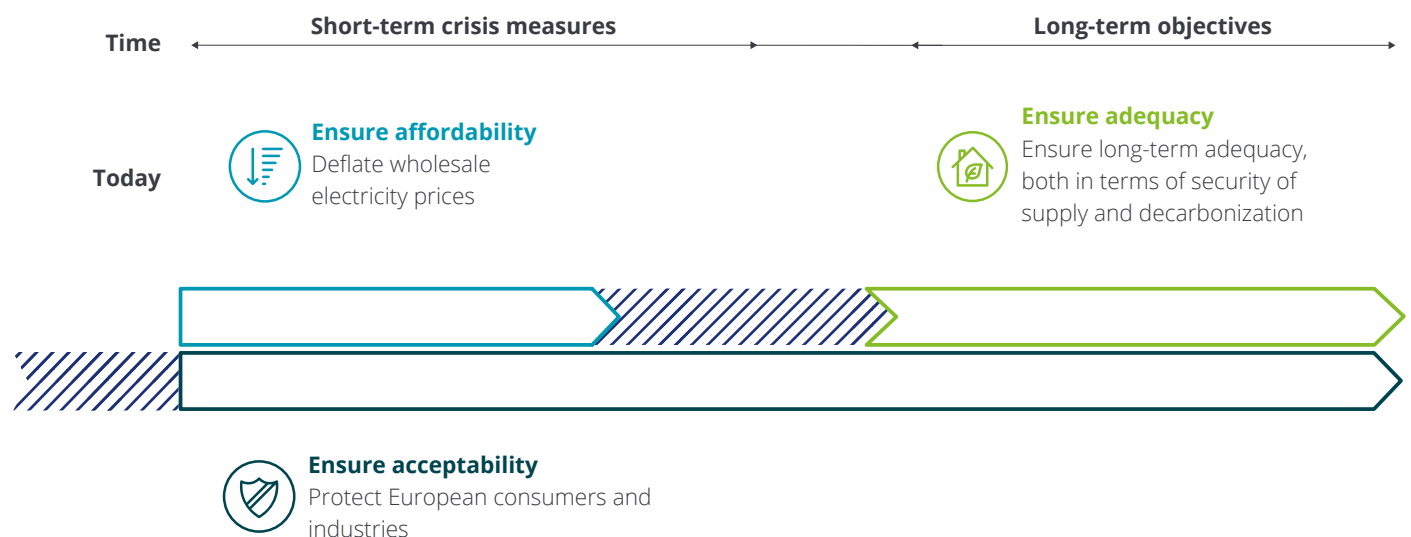 Time
Short-term crisis measures
Long-term objectives
Today
Ensure affordability
Deflate wholesale
electricity prices
Ensure adequacy
Ensure long-term adequacy,
both in terms of security of
supply and decarbonization
Ensure acceptability
Protect European consumers and
industries